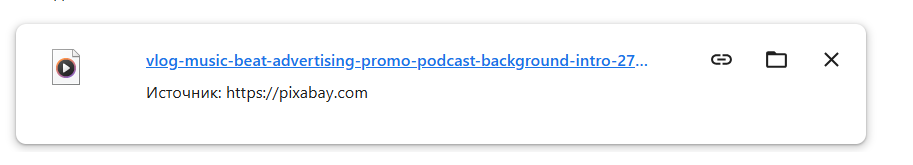 vlog-music-beat-advertising-promo-podcast-background-intro-27...
Источник: https://pixabay.com